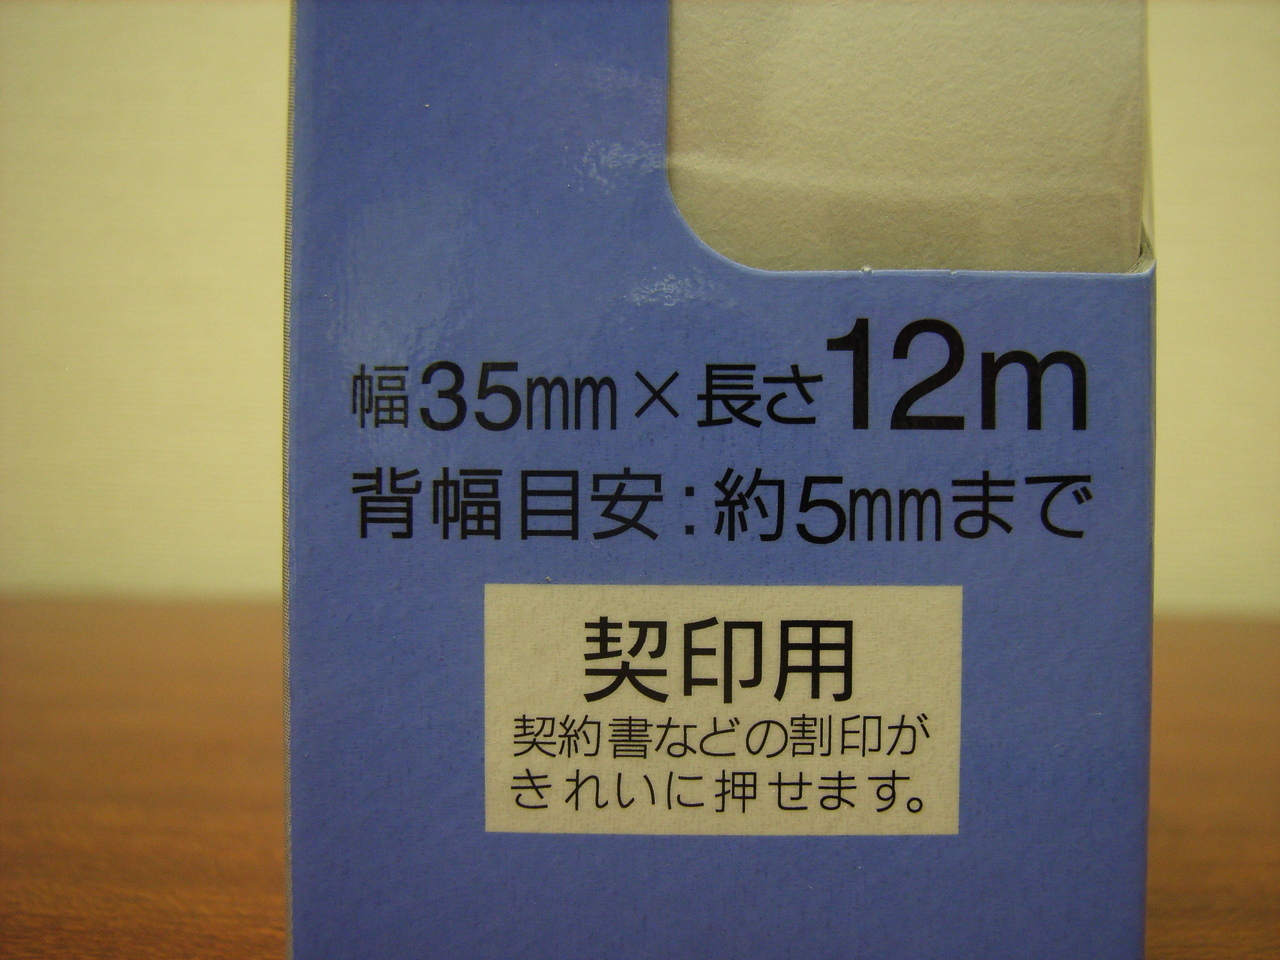 幅35mm×長さ12m
背幅目安:約5mmまで
契印用
契約書などの割印が
きれいに押せます。